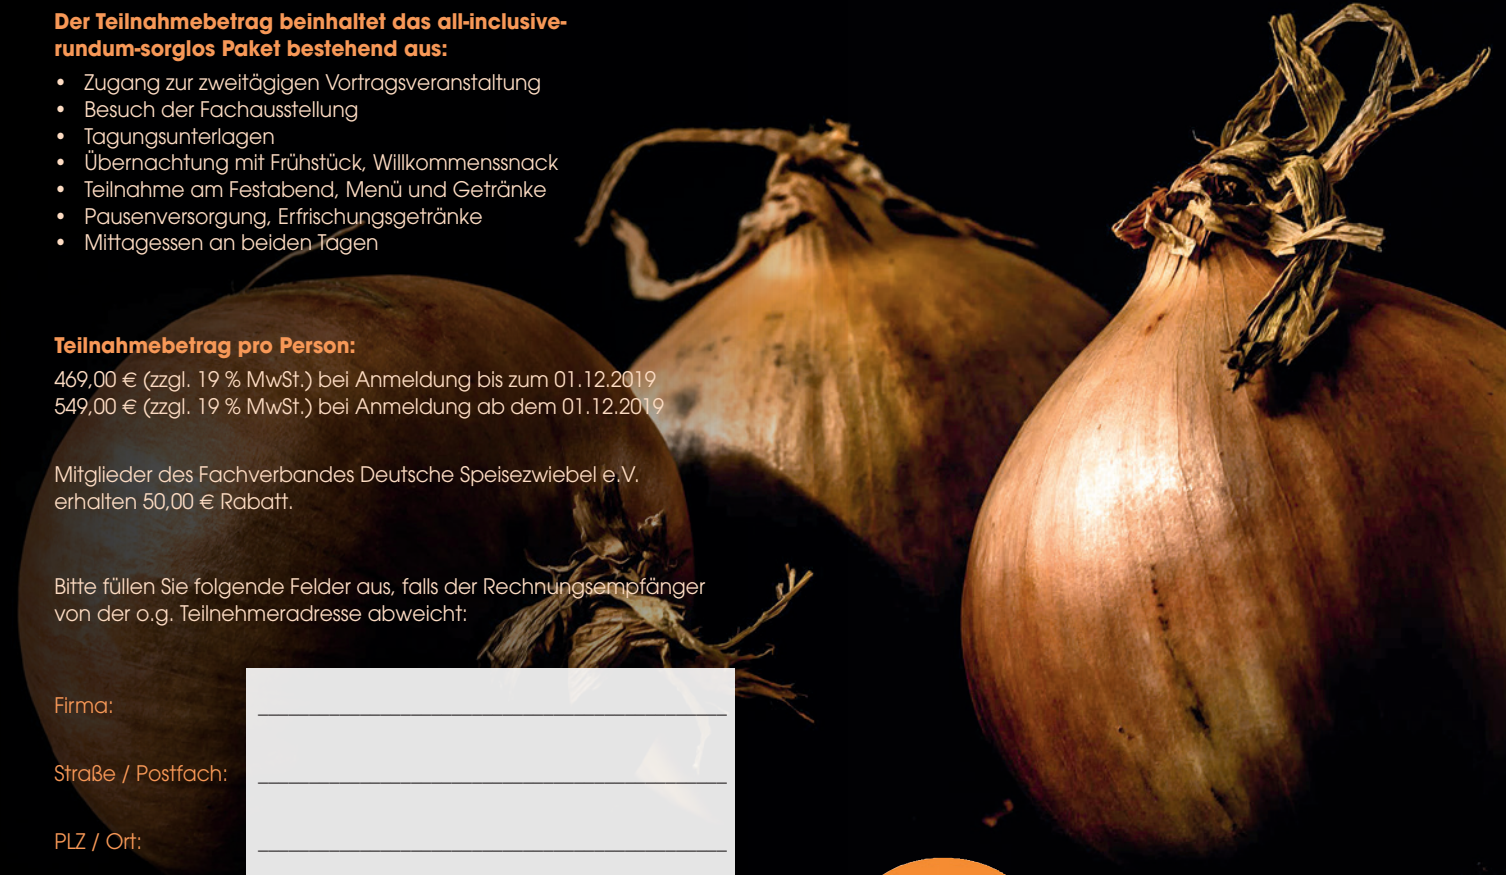 Der Teilnahmebetrag beinhaltet das all-inclusive-
rundum-sorglos Paket bestehend aus:
• Zugang zur zweitägigen Vortragsveranstaltung
• Besuch der Fachausstellung
• Tagungsunterlagen
• Übernachtung mit Frühstück, Willkommenssnack
• Teilnahme am Festabend, Menü und Getränke
• Pausenversorgung, Erfrischungsgetränke
• Mittagessen an beiden Tagen
Teilnahmebetrag pro Person:
469,00 € (zzgl. 19 % MwSt.) bei Anmeldung bis zum 01.12.2019
549,00 € (zzgl. 19 % MwSt.) bei Anmeldung ab dem 01.12.2019
Mitglieder des Fachverbandes Deutsche Speisezwiebel e.V.
erhalten 50,00 € Rabatt.
Bitte füllen Sie folgende Felder aus, falls der Rechnungsempfänger
von der o.g. Teilnehmeradresse abweicht:
Firma:
Straße / Postfach:
PLZ / Ort: